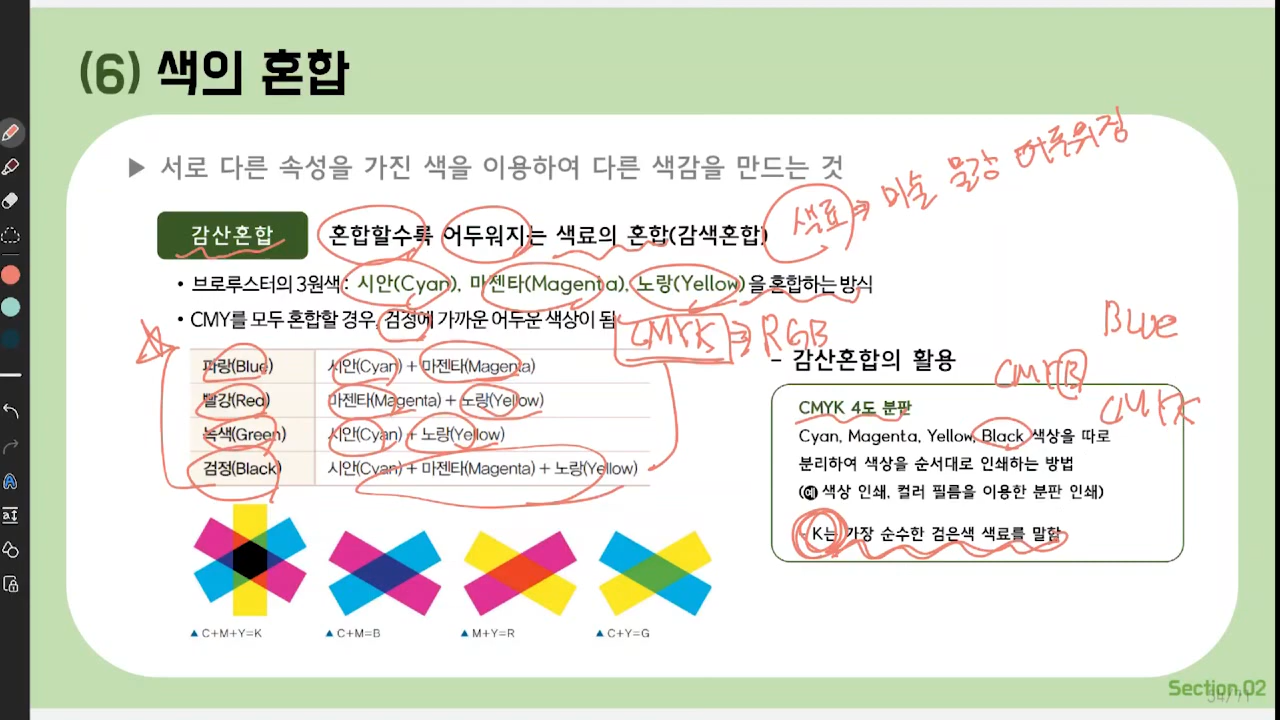 (6) 색의 혼합
▶ 서로 다른 속성을 가진 색을 이용하여 다른 색감을 만드는 것
색료 ⇒ 미술 물감 어두워짐
감산혼합 혼합할수록 어두워지는 색료의 혼합(감색혼합)
• 브로루스터의 3원색 : 시안(Cyan), 마젠타(Magenta), 노랑(Yellow)을 혼합하는 방식
• CMY를 모두 혼합할 경우, 검정에 가까운 어두운 색상이 됨
CMYK ⇒ RGB
파랑(Blue) 시안(Cyan) + 마젠타(Magenta)
빨강(Red) 마젠타(Magenta) + 노랑(Yellow)
녹색(Green) 시안(Cyan) + 노랑(Yellow)
검정(Black) 시안(Cyan) + 마젠타(Magenta) + 노랑(Yellow)
▲ C+M+Y=K
▲ C+M=B
▲ M+Y=R
▲ C+Y=G
Blue
- 감산혼합의 활용
CMYB
CMYK
CMYK 4도 분판
Cyan, Magenta, Yellow, Black 색상을 따로
분리하여 색상을 순서대로 인쇄하는 방법
(예 색상 인쇄, 컬러 필름을 이용한 분판 인쇄)
- K는 가장 순수한 검은색 색료를 말함
Section.02
54/71